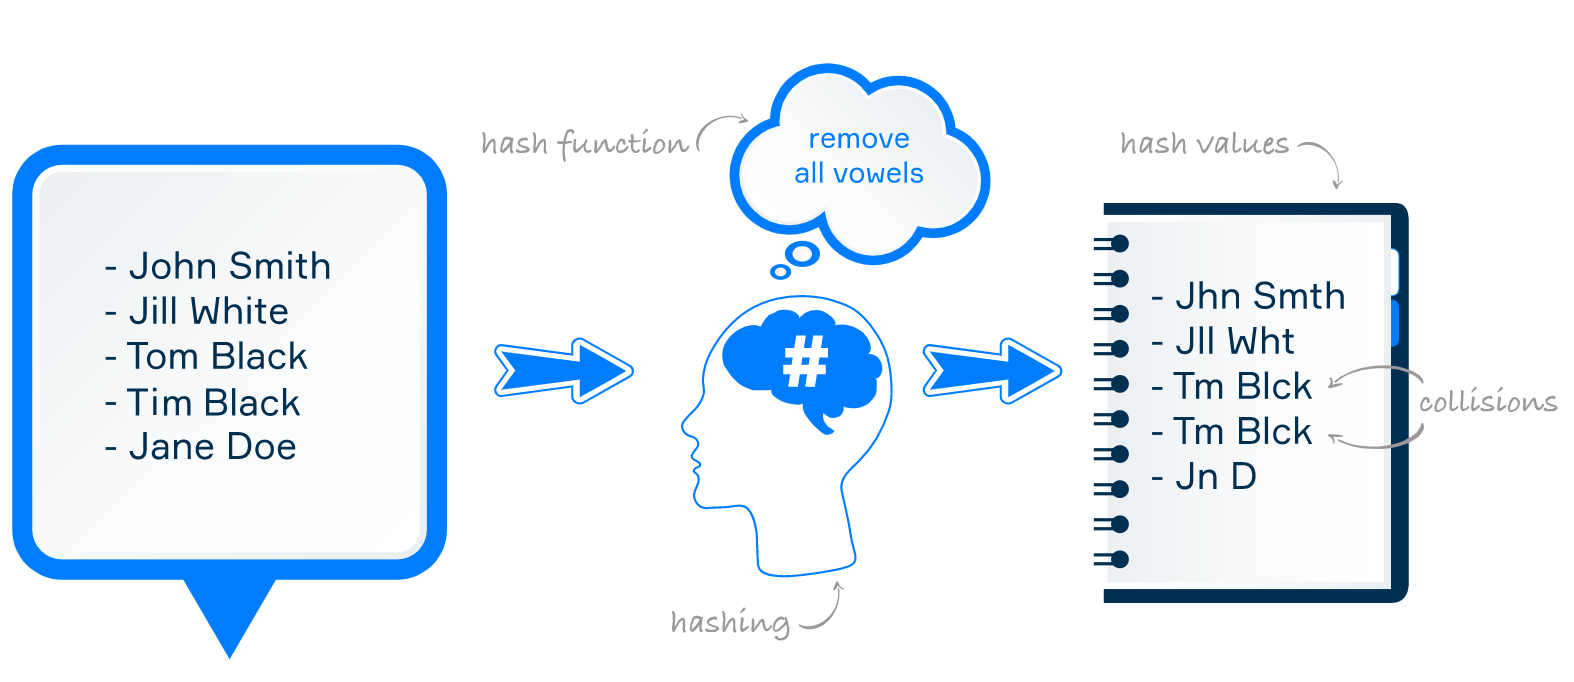 - John Smith
- Jill White
- Tom Black
- Tim Black
- Jane Doe
hash function
remove
all vowels
#
hashing
hash values
- Jhn Smth
- Jll Wht
- Tm Blck
- Tm Blck
- Jn D
collisions